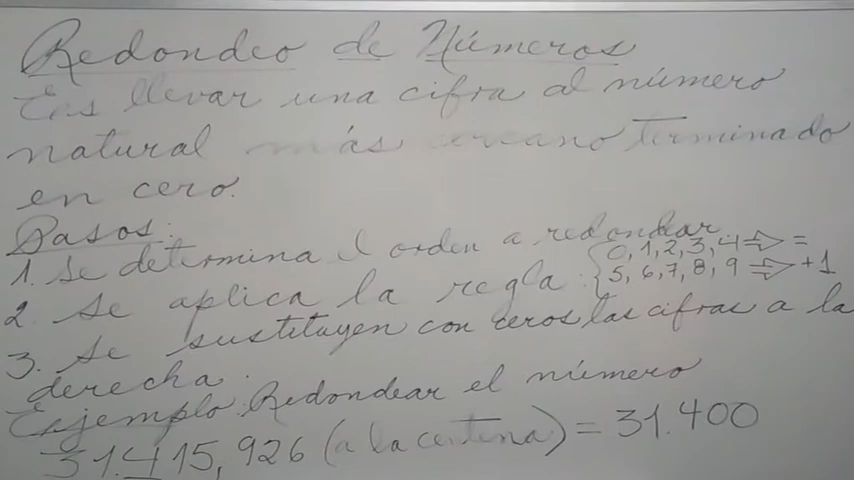 Redondeo de Números
Es llevar una cifra al número
natural más cercano terminado
en cero.
Pasos:
1. Se determina el orden a redondear.
2. Se aplica la regla: {0, 1, 2, 3, 4 ⇒ =
5, 6, 7, 8, 9 ⇒ +1
3. Se sustituyen con ceros las cifras a la
derecha.
Ejemplo: Redondear el número
31.415,926 (a la centena) = 31.400